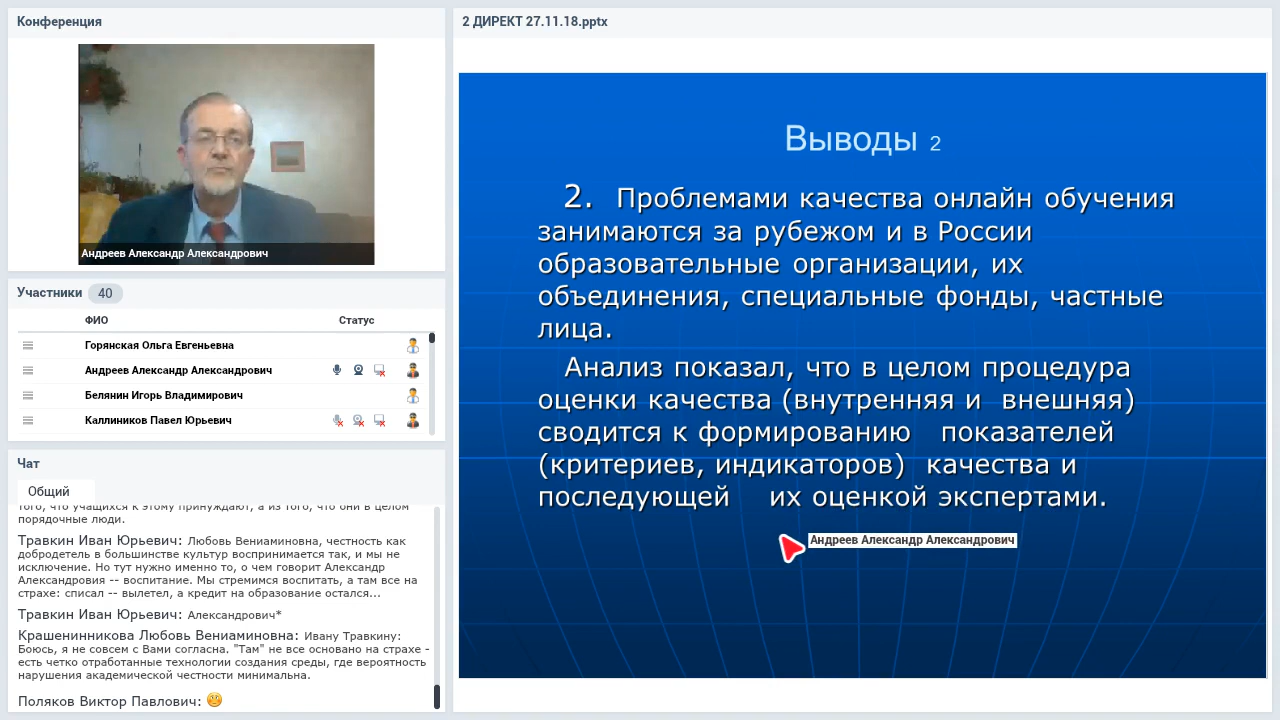 Конференция
Андреев Александр Александрович
Участники 40
ФИО Статус
Горянская Ольга Евгеньевна
Андреев Александр Александрович
Белянин Игорь Владимирович
Каллиников Павел Юрьевич
Чат
Общий
того, что учащихся к этому принуждают, а из того, что они в целом
порядочные люди.
Травкин Иван Юрьевич: Любовь Вениаминовна, честность как
добродетель в большинстве культур воспринимается так, и мы не
исключение. Но тут нужно именно то, о чем говорит Александр
Александровия -- воспитание. Мы стремимся воспитать, а там все на
страхе: списал -- вылетел, а кредит на образование остался...
Травкин Иван Юрьевич: Александрович*
Крашенинникова Любовь Вениаминовна: Ивану Травкину:
Боюсь, я не совсем с Вами согласна. "Там" не все основано на страхе -
есть четко отработанные технологии создания среды, где вероятность
нарушения академической честности минимальна.
Поляков Виктор Павлович:
2 ДИРЕКТ 27.11.18.pptx
Выводы 2
2. Проблемами качества онлайн обучения
занимаются за рубежом и в России
образовательные организации, их
объединения, специальные фонды, частные
лица.
Анализ показал, что в целом процедура
оценки качества (внутренняя и внешняя)
сводится к формированию показателей
(критериев, индикаторов) качества и
последующей их оценкой экспертами.
Андреев Александр Александрович